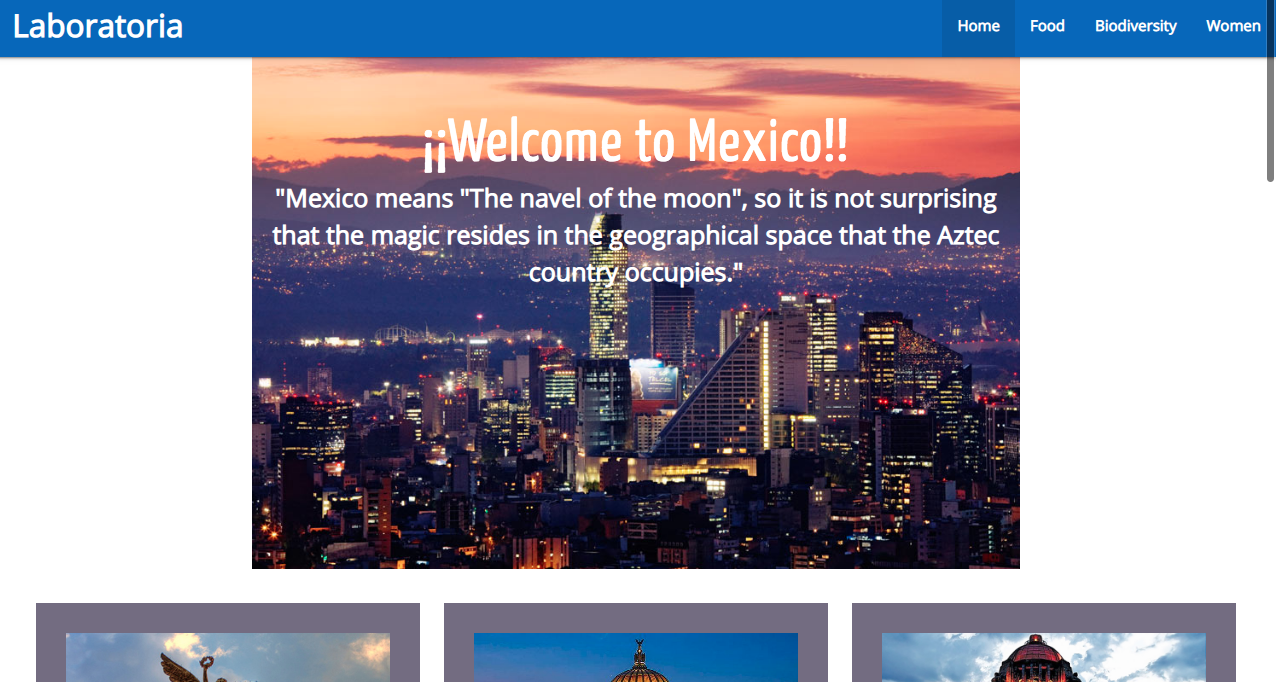 Laboratoria
Home Food Biodiversity Women
¡¡Welcome to Mexico!!
"Mexico means "The navel of the moon", so it is not surprising
that the magic resides in the geographical space that the Aztec
country occupies."